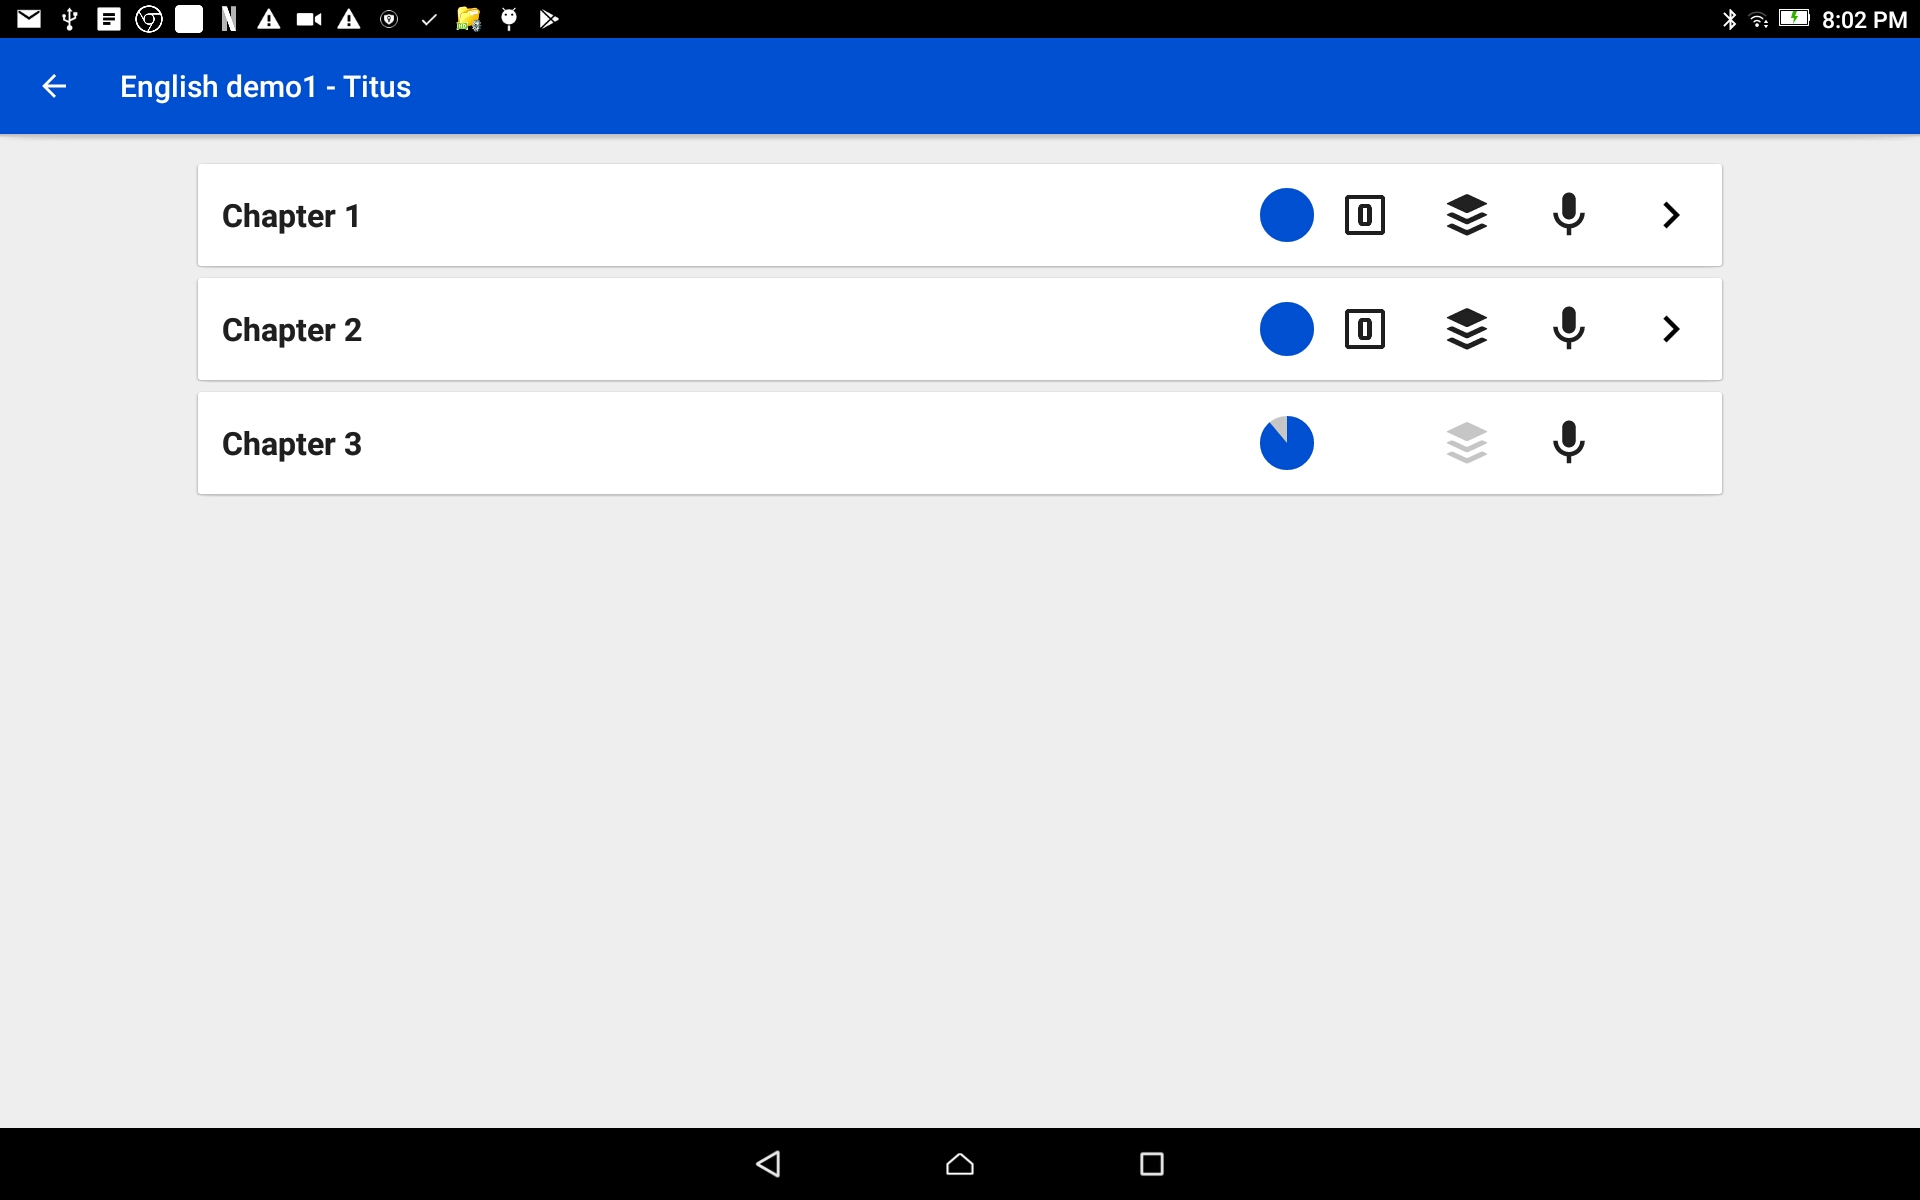 8:02 PM
English demo1 - Titus
Chapter 1
0
Chapter 2
0
Chapter 3